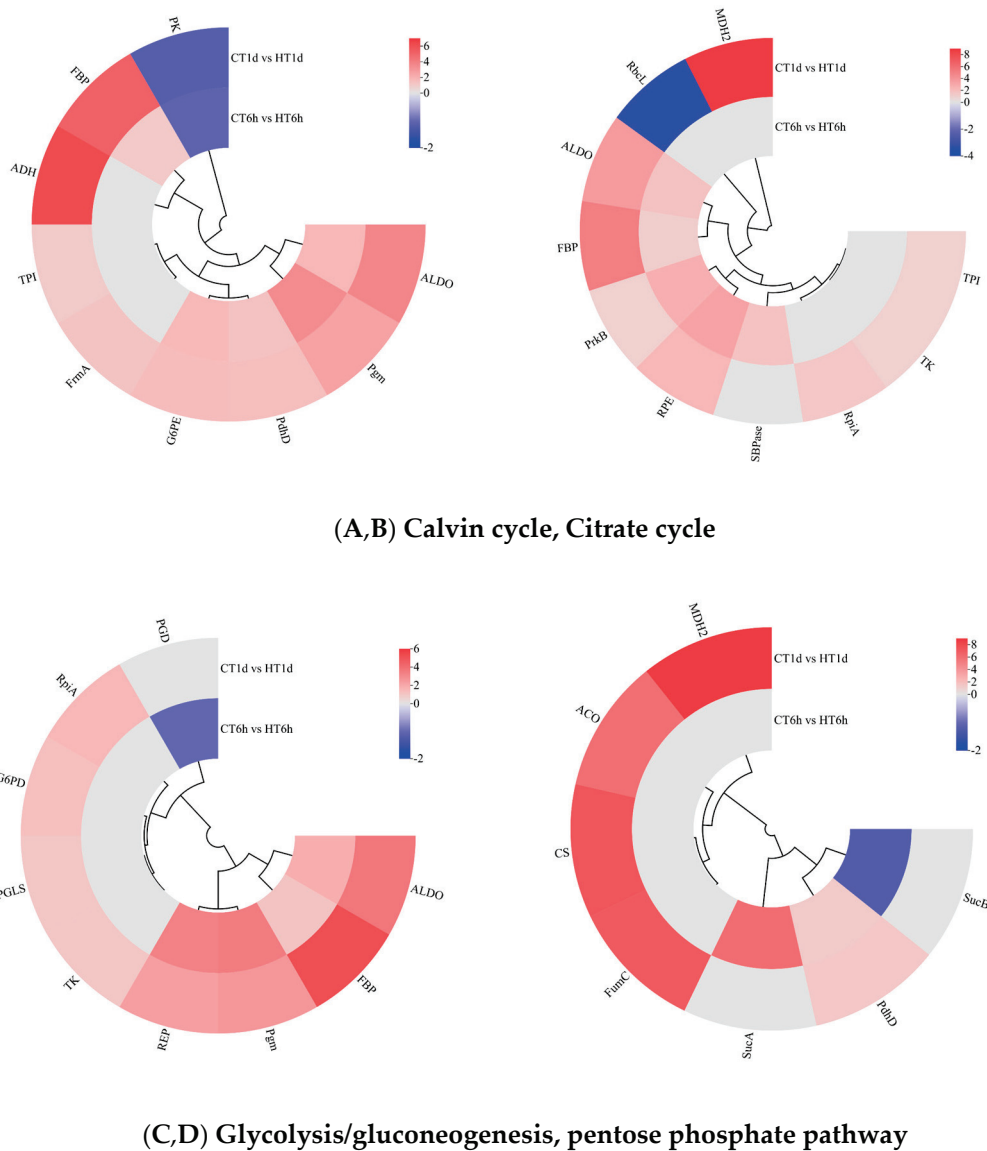 PK
FBP
ADH
TPI
FrmA
G6PE
PdhD
Pgm
ALDO
CT1d vs HT1d
CT6h vs HT6h
6
4
2
0
-2
MDH2
RbcL
ALDO
FBP
PrkB
RPE
SBPase
RpiA
TK
TPI
CT1d vs HT1d
CT6h vs HT6h
8
6
4
2
0
-2
-4
(A,B) Calvin cycle, Citrate cycle
PGD
RpiA
G6PD
PGLS
TK
REP
Pgm
FBP
ALDO
CT1d vs HT1d
CT6h vs HT6h
6
4
2
0
-2
MDH2
ACO
CS
FumC
SucA
PdhD
SucB
CT1d vs HT1d
CT6h vs HT6h
8
6
4
2
0
-2
(C,D) Glycolysis/gluconeogenesis, pentose phosphate pathway